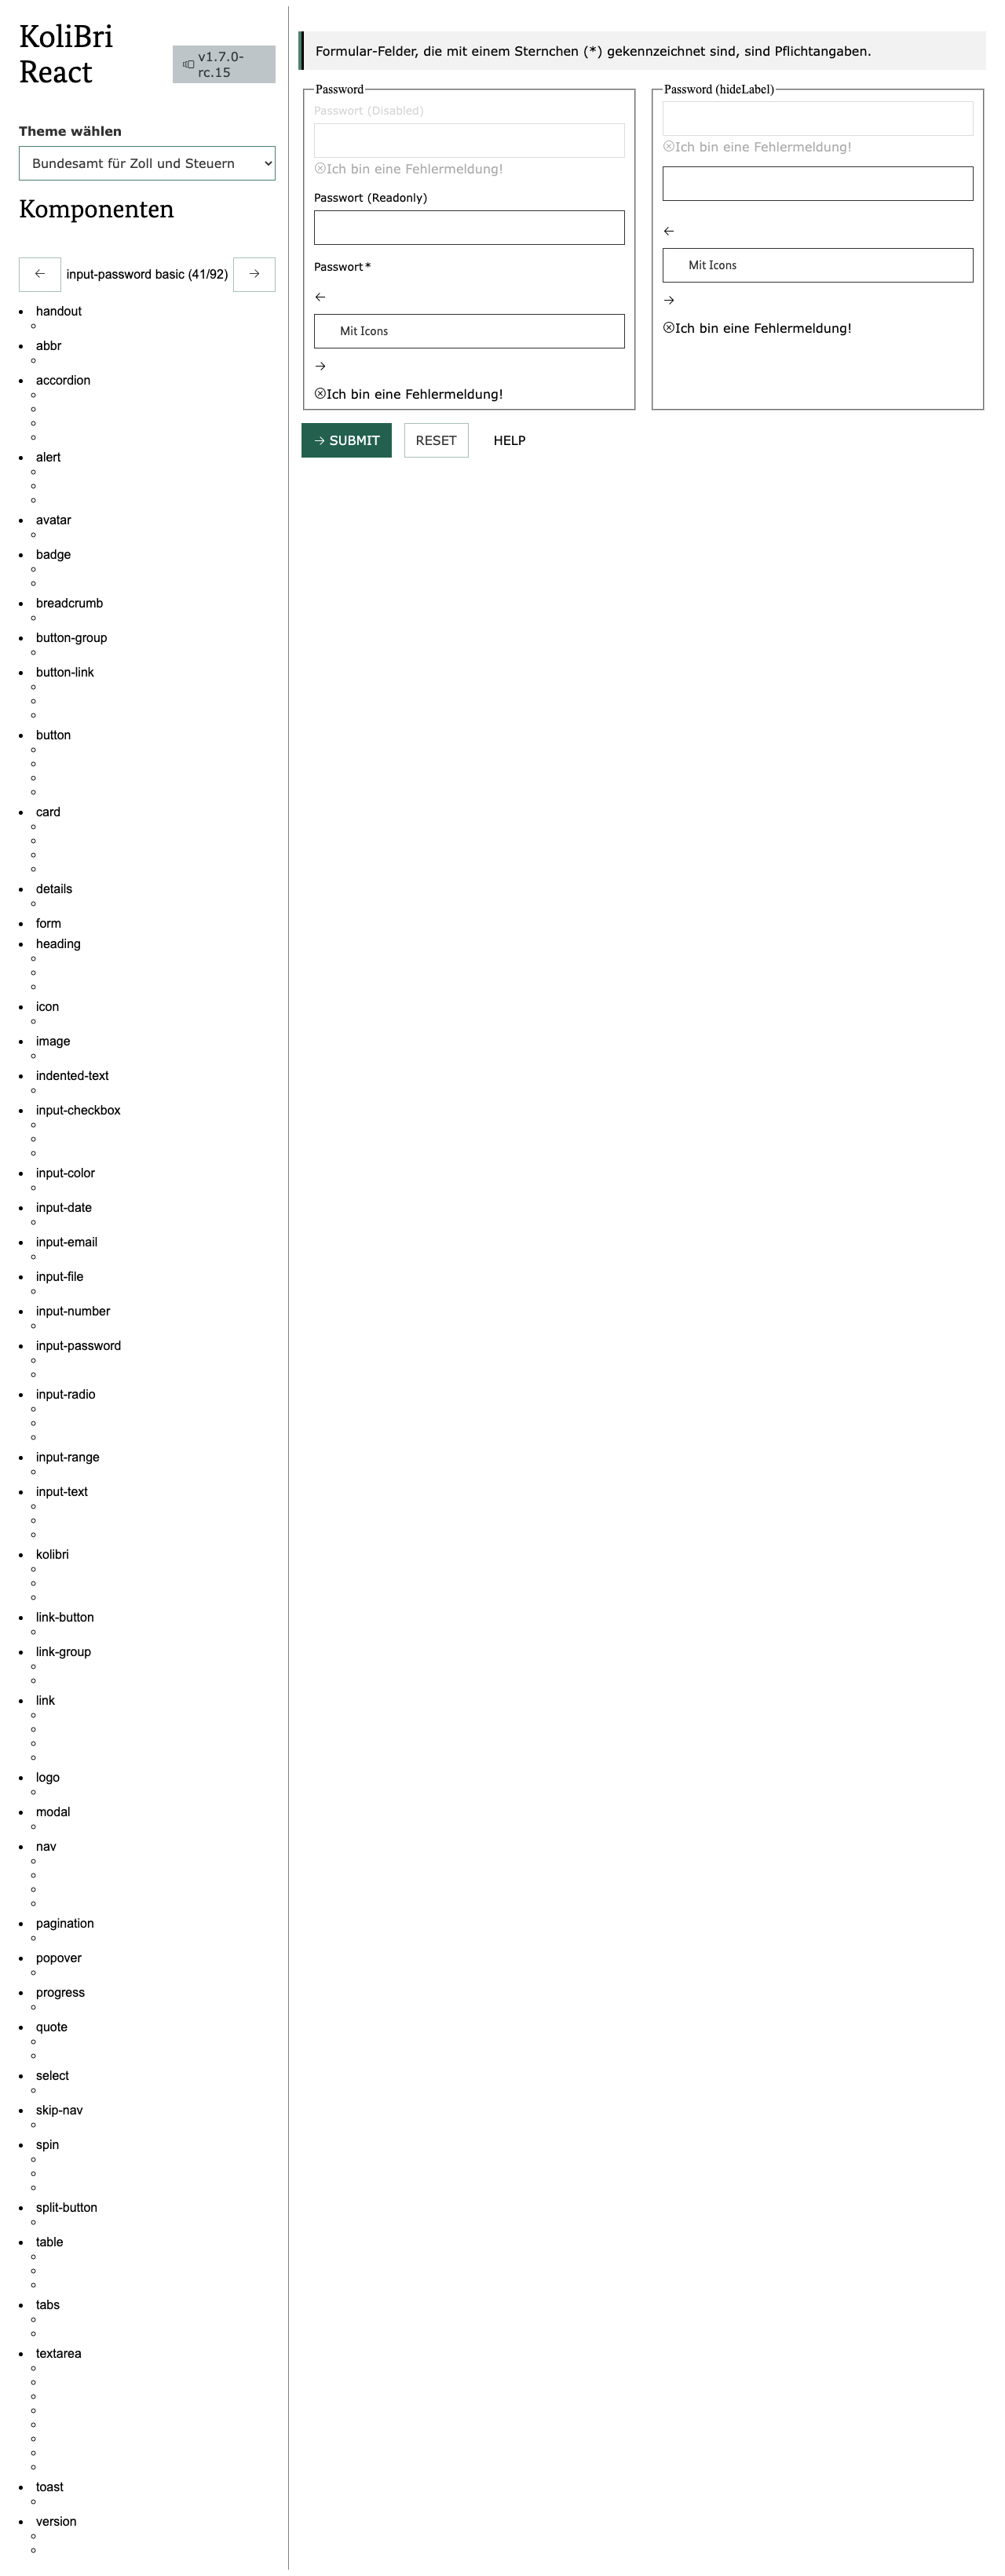 KoliBri
React
v1.7.0-
rc.15
Theme wählen
Bundesamt für Zoll und Steuern
Komponenten
input-password basic (41/92)
handout
abbr
accordion
alert
avatar
badge
breadcrumb
button-group
button-link
button
card
details
form
heading
icon
image
indented-text
input-checkbox
input-color
input-date
input-email
input-file
input-number
input-password
input-radio
input-range
input-text
kolibri
link-button
link-group
link
logo
modal
nav
pagination
popover
progress
quote
select
skip-nav
spin
split-button
table
tabs
textarea
toast
version
Formular-Felder, die mit einem Sternchen (*) gekennzeichnet sind, sind Pflichtangaben.
Password
Passwort (Disabled)
Ich bin eine Fehlermeldung!
Passwort (Readonly)
Passwort*
Mit Icons
Ich bin eine Fehlermeldung!
Password (hideLabel)
Ich bin eine Fehlermeldung!
Mit Icons
Ich bin eine Fehlermeldung!
SUBMIT
RESET
HELP